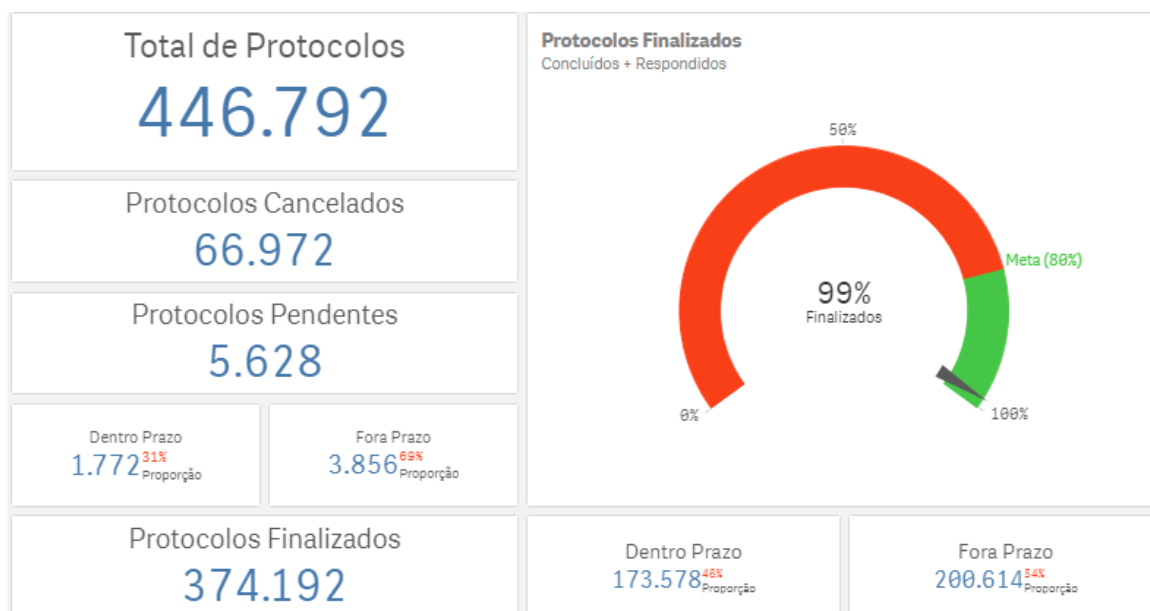 Total de Protocolos
446.792
Protocolos Cancelados
66.972
Protocolos Pendentes
5.628
Dentro Prazo
1.772 31% Proporção
Fora Prazo
3.856 69% Proporção
Protocolos Finalizados
374.192
Protocolos Finalizados
Concluídos + Respondidos
50%
Meta (80%)
99%
Finalizados
0%
100%
Dentro Prazo
173.578 46% Proporção
Fora Prazo
200.614 54% Proporção